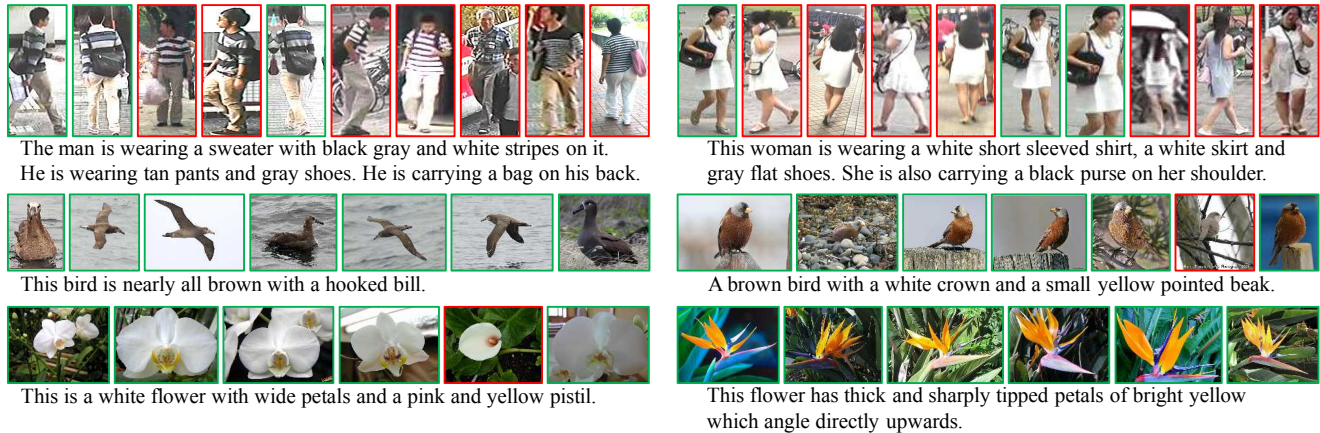 The man is wearing a sweater with black gray and white stripes on it.
He is wearing tan pants and gray shoes. He is carrying a bag on his back.
This woman is wearing a white short sleeved shirt, a white skirt and
gray flat shoes. She is also carrying a black purse on her shoulder.
This bird is nearly all brown with a hooked bill.
A brown bird with a white crown and a small yellow pointed beak.
This is a white flower with wide petals and a pink and yellow pistil.
This flower has thick and sharply tipped petals of bright yellow
which angle directly upwards.